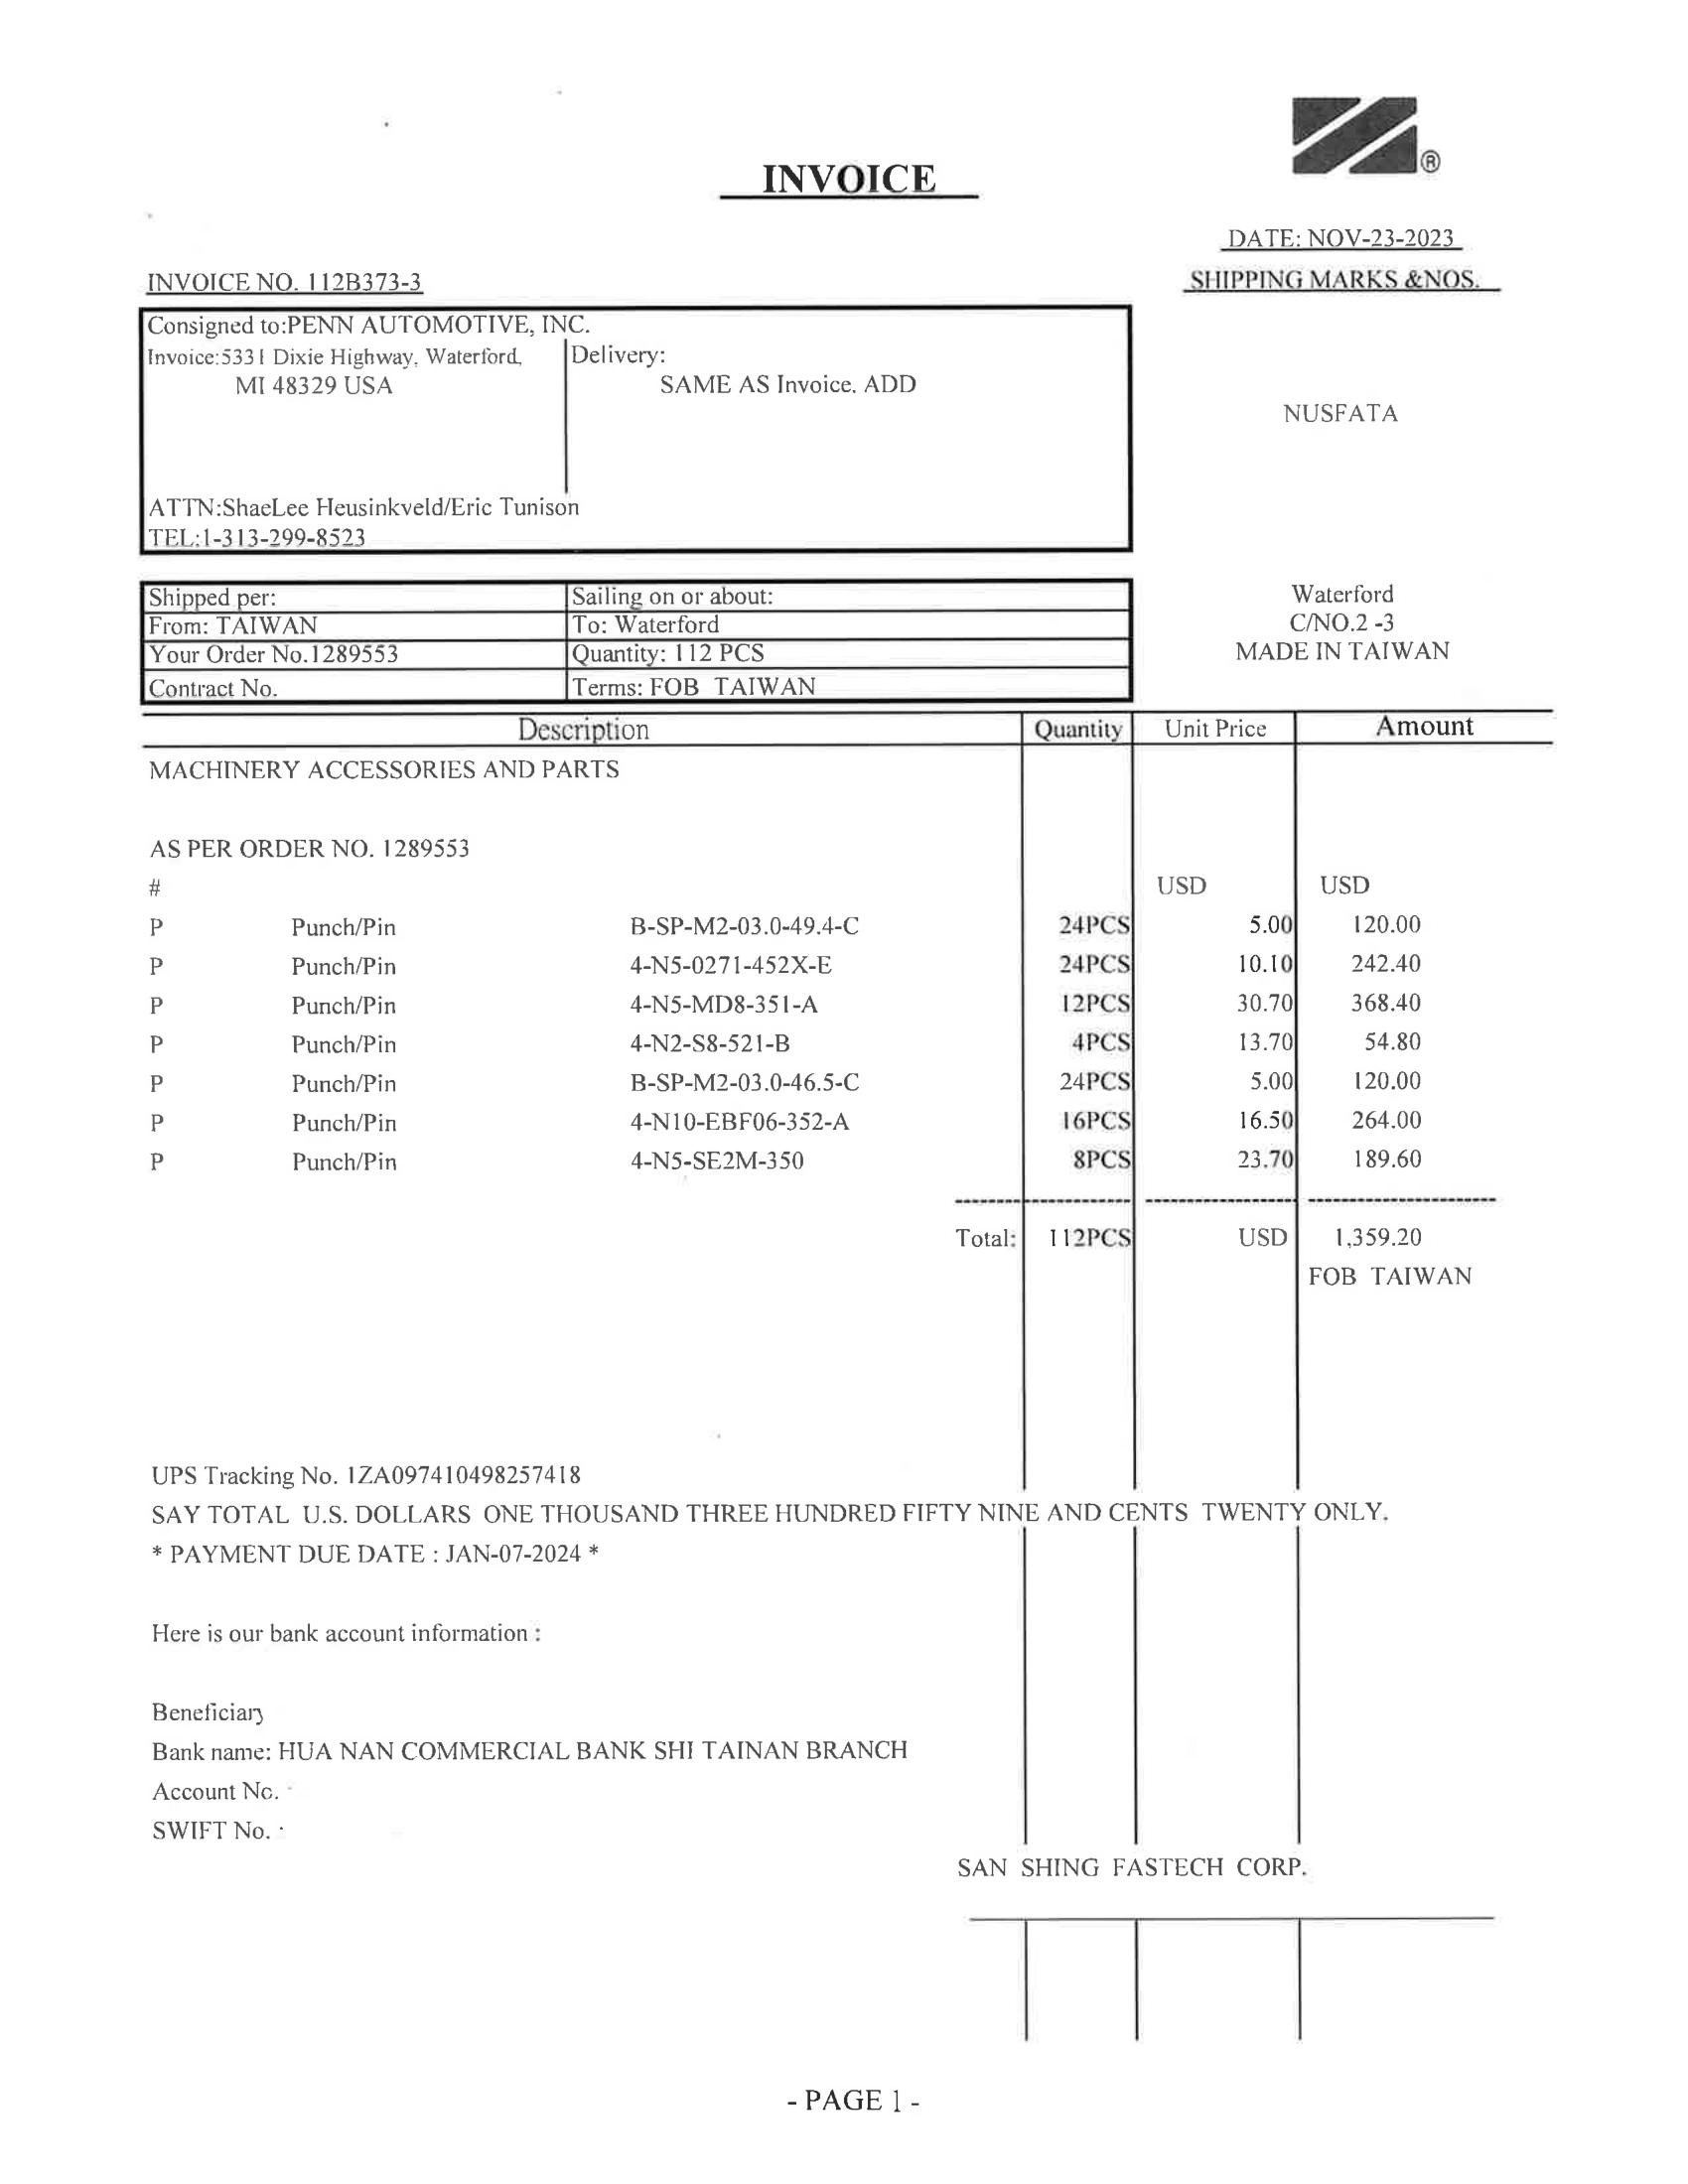 ®
INVOICE
DATE: NOV-23-2023
INVOICE NO. 112B373-3
SHIPPING MARKS &NOS.
Consigned to:PENN AUTOMOTIVE, INC.
Invoice:5331 Dixie Highway, Waterford,
MI 48329 USA
Delivery:
SAME AS Invoice. ADD
NUSFATA
ATTN:ShaeLee Heusinkveld/Eric Tunison
TEL:1-313-299-8523
Shipped per: Sailing on or about:
From: TAIWAN To: Waterford
Your Order No.1289553 Quantity: 112 PCS
Contract No. Terms: FOB TAIWAN
Waterford
C/NO.2 -3
MADE IN TAIWAN
Description Quantity Unit Price Amount
MACHINERY ACCESSORIES AND PARTS
AS PER ORDER NO. 1289553
# USD USD
P Punch/Pin B-SP-M2-03.0-49.4-C 24PCS 5.00 120.00
P Punch/Pin 4-N5-0271-452X-E 24PCS 10.10 242.40
P Punch/Pin 4-N5-MD8-351-A 12PCS 30.70 368.40
P Punch/Pin 4-N2-S8-521-B 4PCS 13.70 54.80
P Punch/Pin B-SP-M2-03.0-46.5-C 24PCS 5.00 120.00
P Punch/Pin 4-N10-EBF06-352-A 16PCS 16.50 264.00
P Punch/Pin 4-N5-SE2M-350 8PCS 23.70 189.60
Total: 112PCS USD 1,359.20
FOB TAIWAN
UPS Tracking No. 1ZA097410498257418
SAY TOTAL U.S. DOLLARS ONE THOUSAND THREE HUNDRED FIFTY NINE AND CENTS TWENTY ONLY.
* PAYMENT DUE DATE : JAN-07-2024 *
Here is our bank account information :
Beneficiary
Bank name: HUA NAN COMMERCIAL BANK SHI TAINAN BRANCH
Account No.
SWIFT No.
SAN SHING FASTECH CORP.
- PAGE 1 -